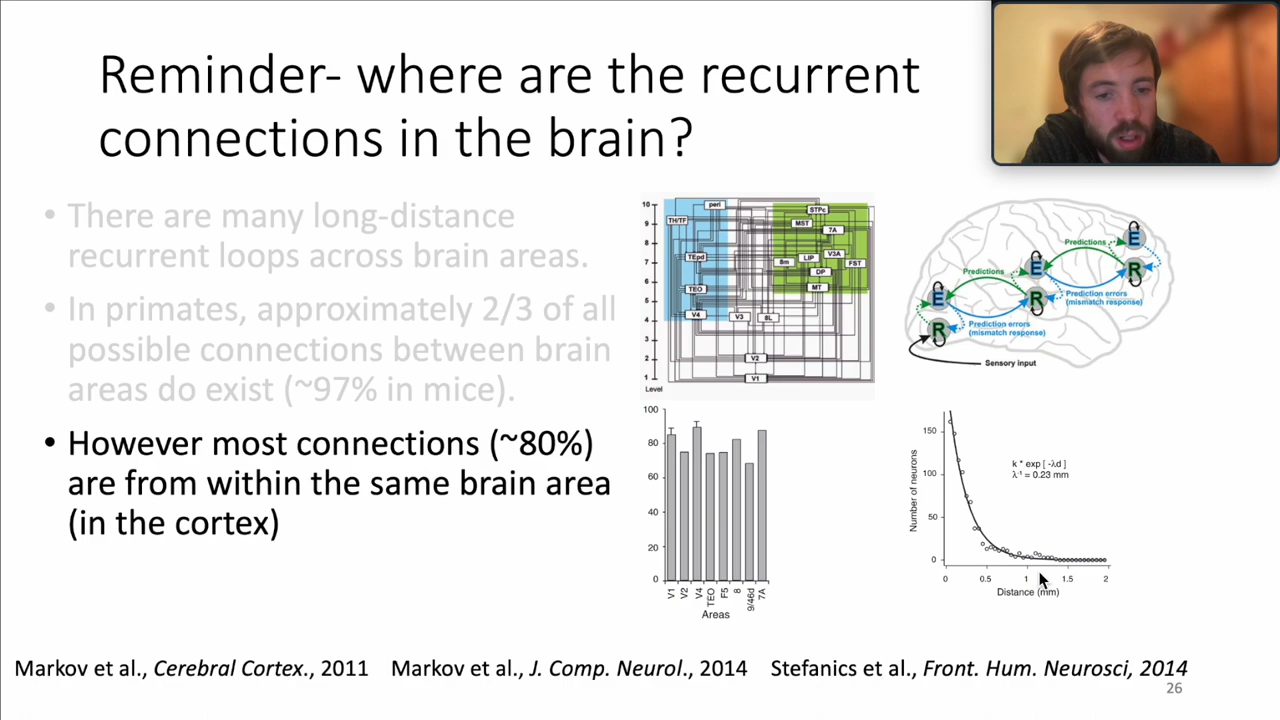 Reminder- where are the recurrent
connections in the brain?
• There are many long-distance
recurrent loops across brain areas.
• In primates, approximately 2/3 of all
possible connections between brain
areas do exist (~97% in mice).
• However most connections (~80%)
are from within the same brain area
(in the cortex)
10
9
8
7
6
5
4
3
2
1
Level
peri
TH/TF
STPc
MST
7A
TEpd
8m
LIP
V3A
FST
DP
TEO
MT
V4
V3
8L
V2
V1
Predictions
E
R
Predictions
E
R
Prediction errors
(mismatch response)
E
R
Prediction errors
(mismatch response)
Sensory input
100
80
60
40
20
0
V1
V2
V4
TEO
F5
8
9/46d
7A
Areas
Number of neurons
150
100
50
0
k * exp [ -λd ]
λ⁻¹ = 0.23 mm
0 0.5 1 1.5 2
Distance (mm)
Markov et al., Cerebral Cortex., 2011 Markov et al., J. Comp. Neurol., 2014 Stefanics et al., Front. Hum. Neurosci, 2014
26